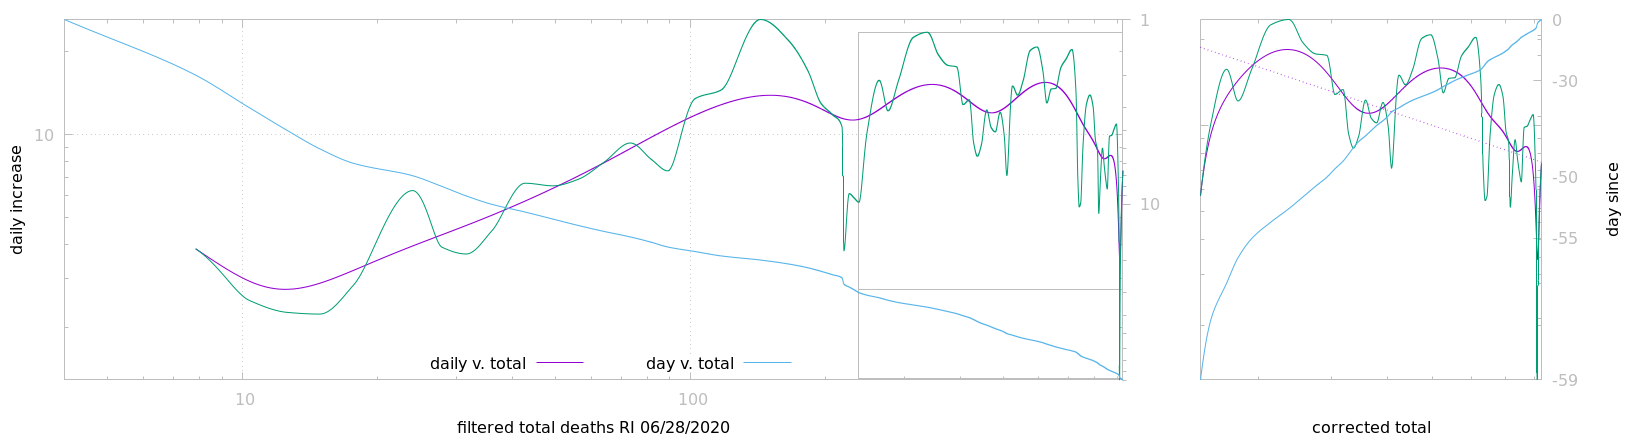 1
0
-30
10
daily increase
-50
day since
10
-55
daily v. total
day v. total
-59
10
100
filtered total deaths RI 06/28/2020
corrected total